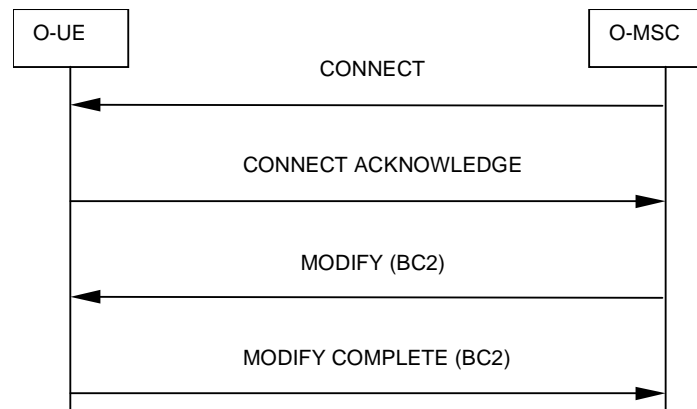 O-UE
O-MSC
CONNECT
CONNECT ACKNOWLEDGE
MODIFY (BC2)
MODIFY COMPLETE (BC2)